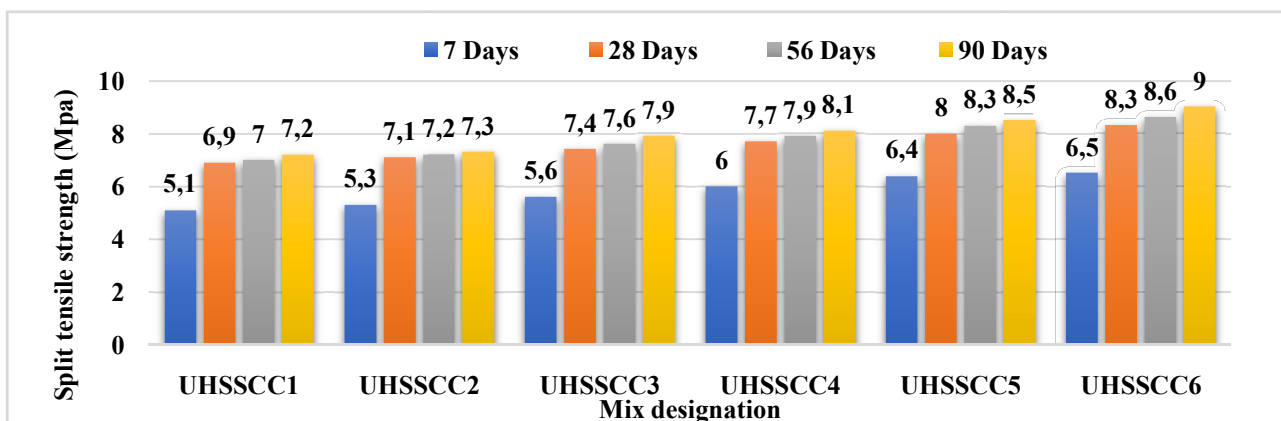 7 Days 28 Days 56 Days 90 Days
Split tensile strength (Mpa)
10
8
6
4
2
0
5,1 6,9 7 7,2
5,3 7,1 7,2 7,3
5,6 7,4 7,6 7,9
6 7,7 7,9 8,1
6,4 8 8,3 8,5
6,5 8,3 8,6 9
UHSSCC1 UHSSCC2 UHSSCC3 UHSSCC4 UHSSCC5 UHSSCC6
Mix designation